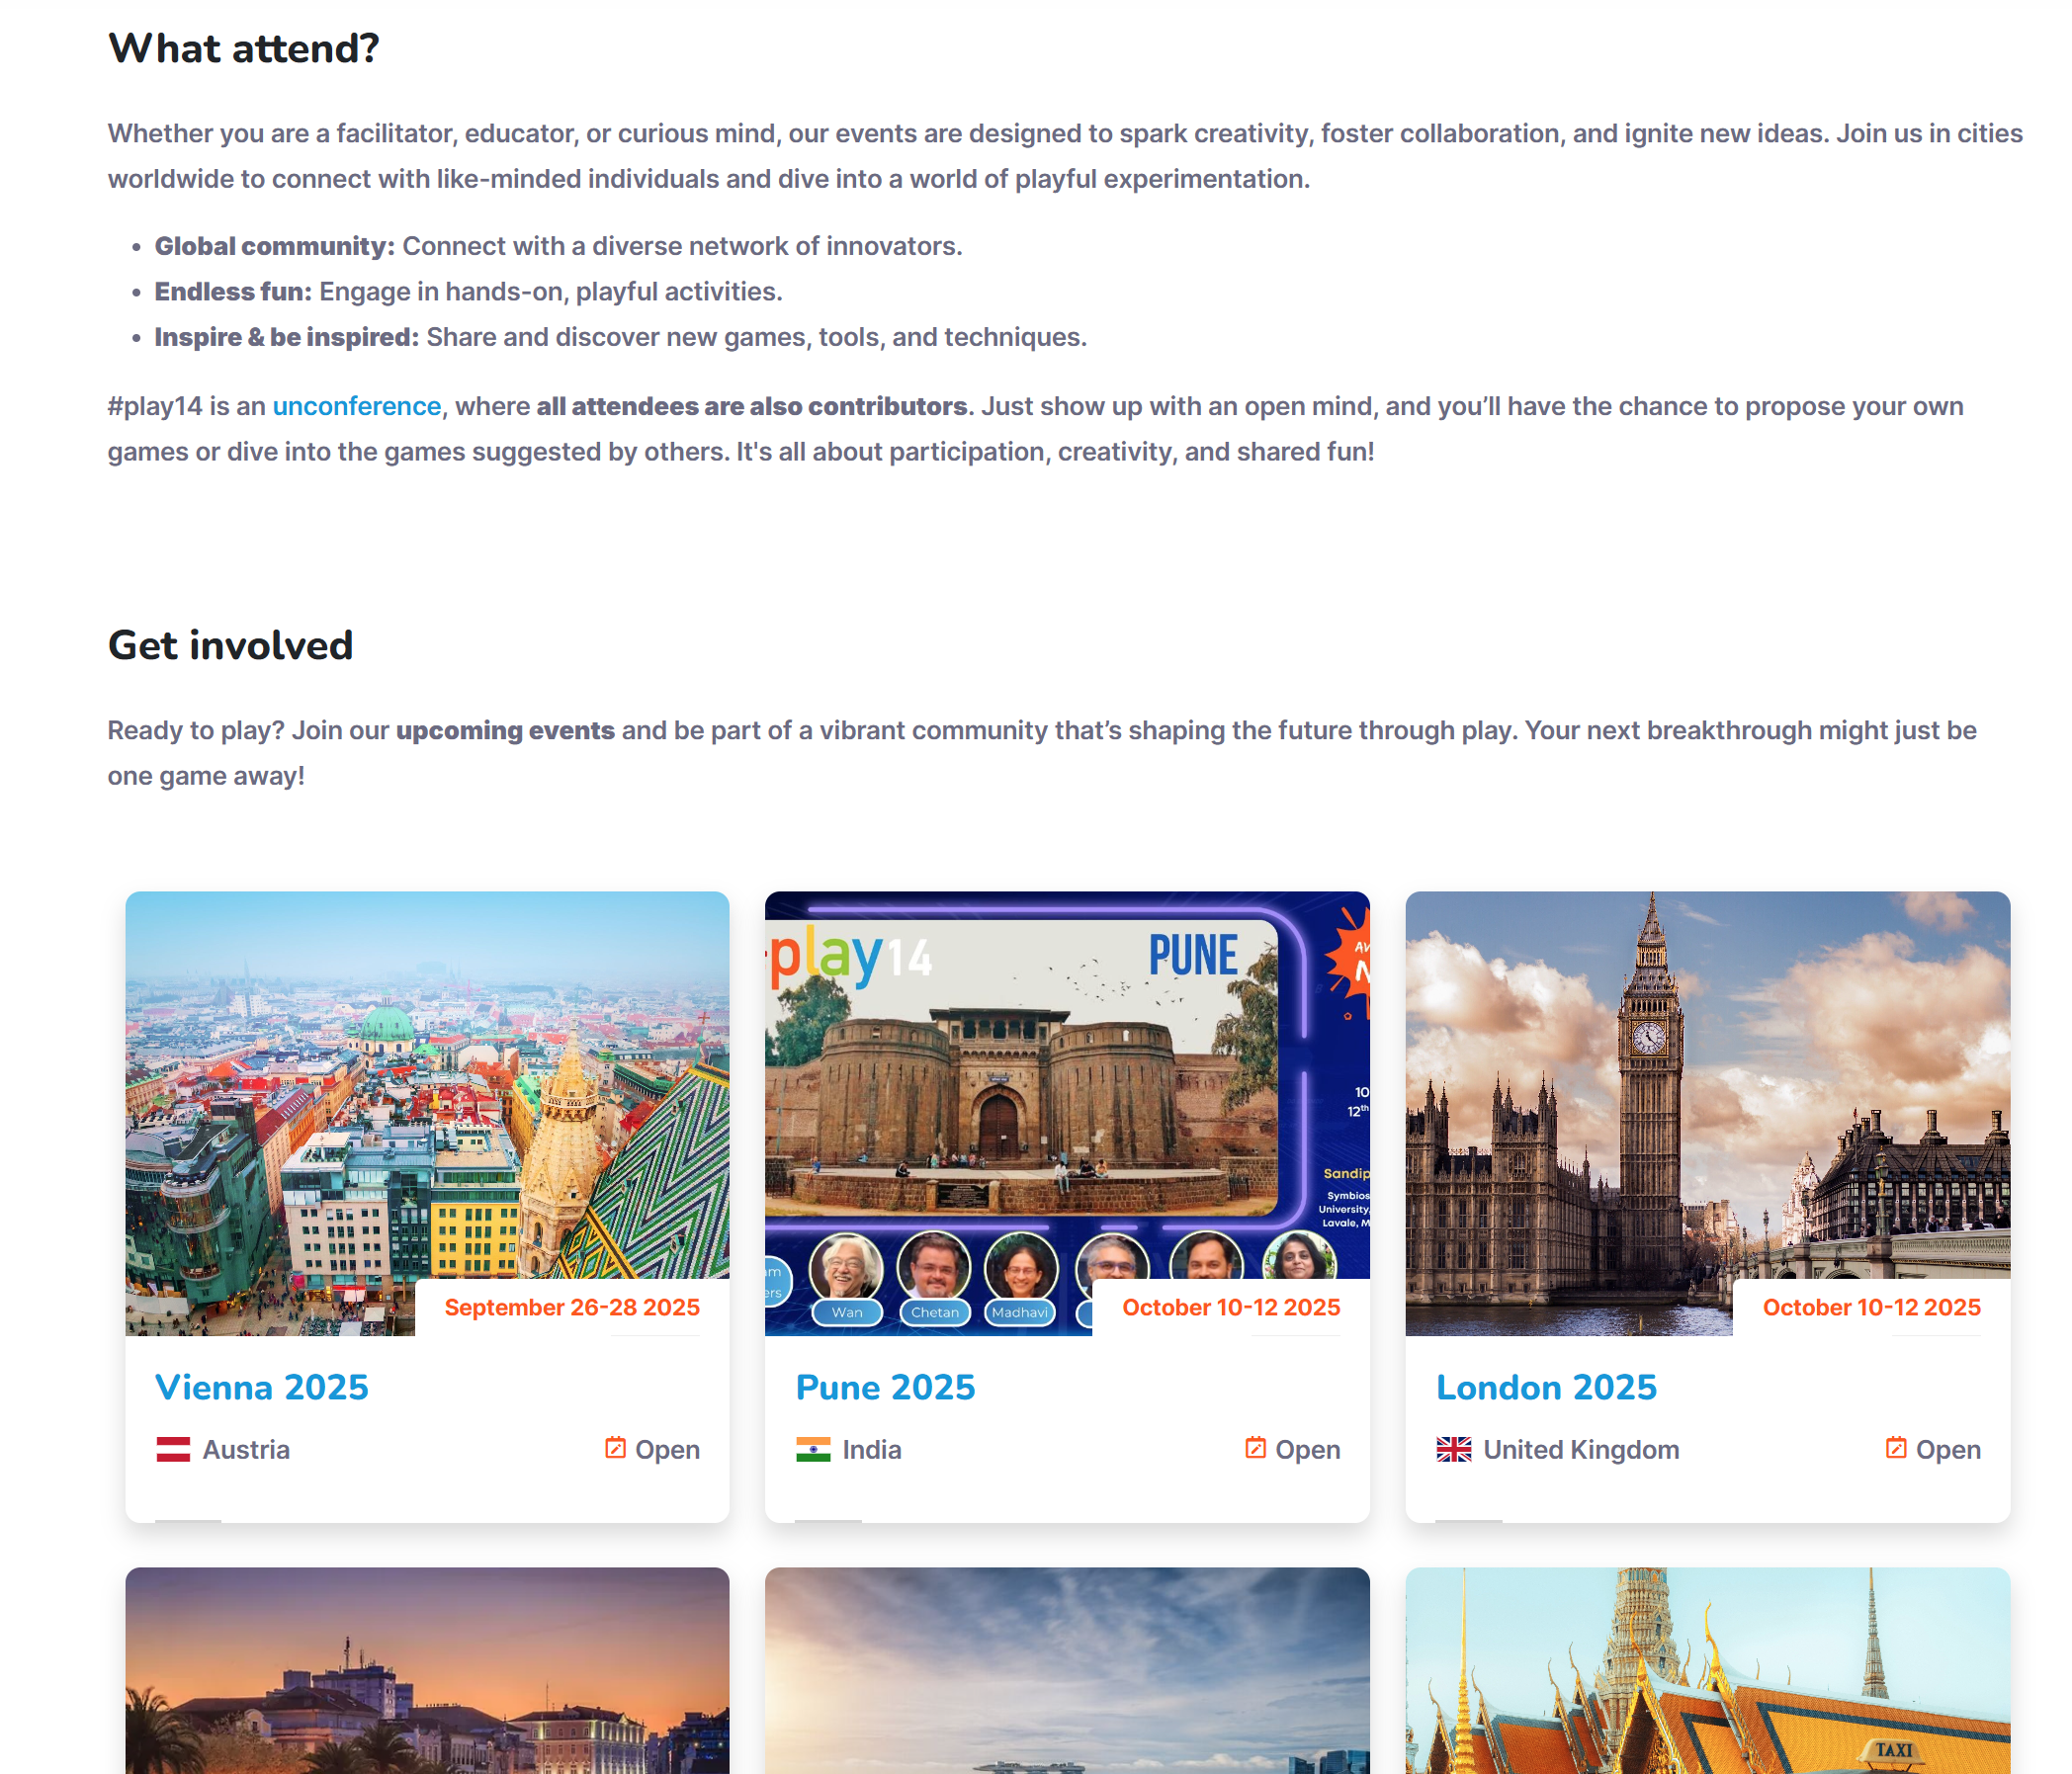 What attend?
Whether you are a facilitator, educator, or curious mind, our events are designed to spark creativity, foster collaboration, and ignite new ideas. Join us in cities
worldwide to connect with like-minded individuals and dive into a world of playful experimentation.
• Global community: Connect with a diverse network of innovators.
• Endless fun: Engage in hands-on, playful activities.
• Inspire & be inspired: Share and discover new games, tools, and techniques.
#play14 is an unconference, where all attendees are also contributors. Just show up with an open mind, and you’ll have the chance to propose your own
games or dive into the games suggested by others. It's all about participation, creativity, and shared fun!
Get involved
Ready to play? Join our upcoming events and be part of a vibrant community that’s shaping the future through play. Your next breakthrough might just be
one game away!
September 26-28 2025
Vienna 2025
Austria
Open
play14
PUNE
10
12th
Sandip
Symbios
University,
Lavale, M
Wan
Chetan
Madhavi
October 10-12 2025
Pune 2025
India
Open
October 10-12 2025
London 2025
United Kingdom
Open
TAXI